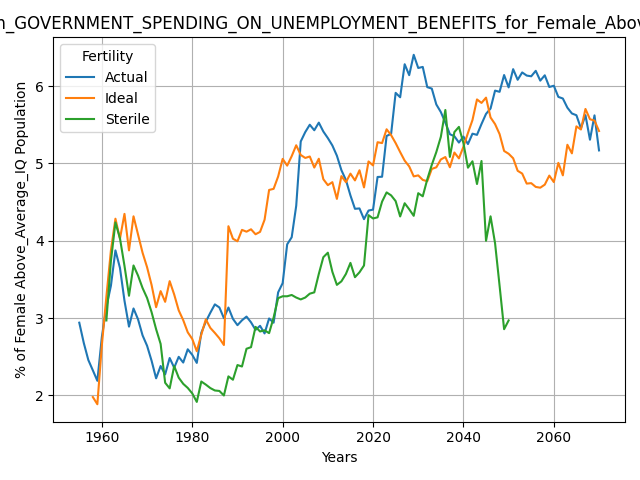 n_GOVERNMENT_SPENDING_ON_UNEMPLOYMENT_BENEFITS_for_Female_Above
Fertility
Actual
Ideal
Sterile
% of Female Above_Average_IQ Population
6
5
4
3
2
1960
1980
2000
2020
2040
2060
Years